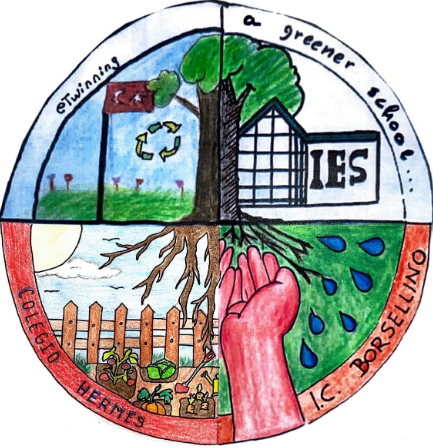 eTwinning
a greener school...
IES
COLEGIO HERMES
I.C. BORSELLINO